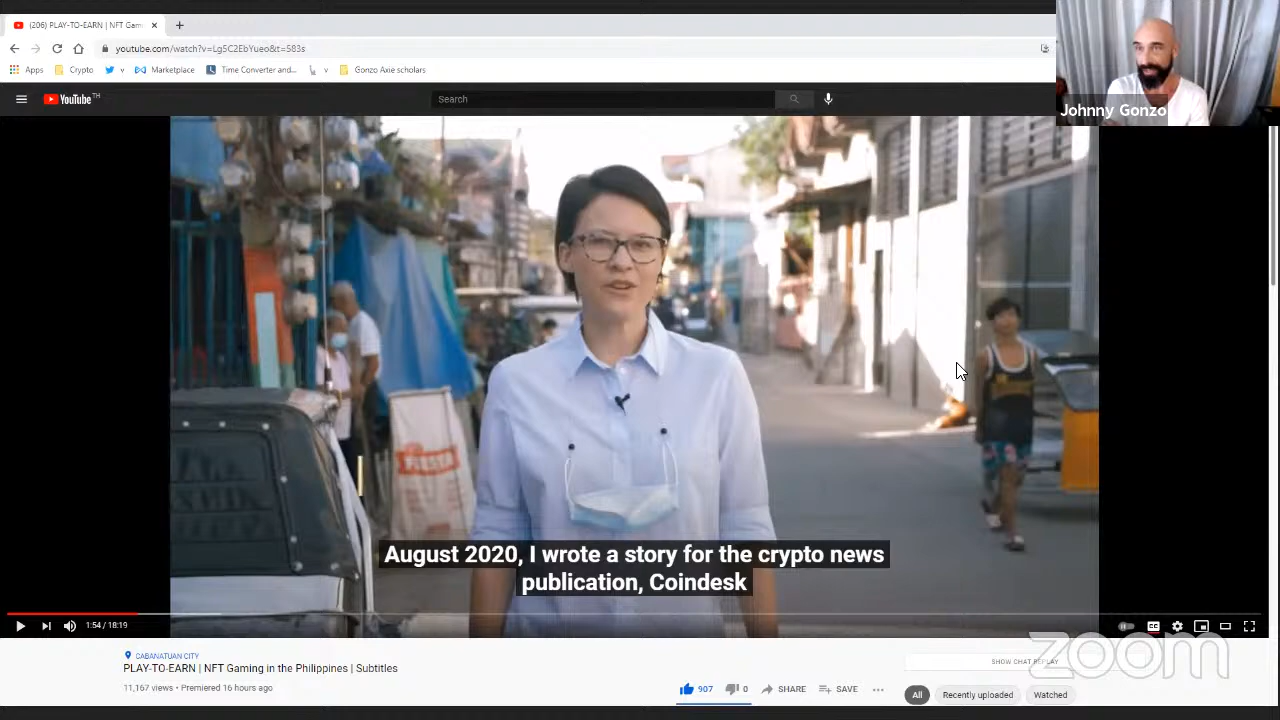 (206) PLAY-TO-EARN | NFT Gam
youtube.com/watch?v=Lg5C2EbYueo&t=583s
Apps Crypto Marketplace Time Converter and... Gonzo Axie scholars
Johnny Gonzo
YouTube TH
Search
FIESTA
August 2020, I wrote a story for the crypto news
publication, Coindesk
1:54 / 18:19
CC
CABANATUAN CITY
PLAY-TO-EARN | NFT Gaming in the Philippines | Subtitles
11,167 views • Premiered 16 hours ago
907 0 SHARE SAVE
SHOW CHAT REPLAY
All Recently uploaded Watched
zoom